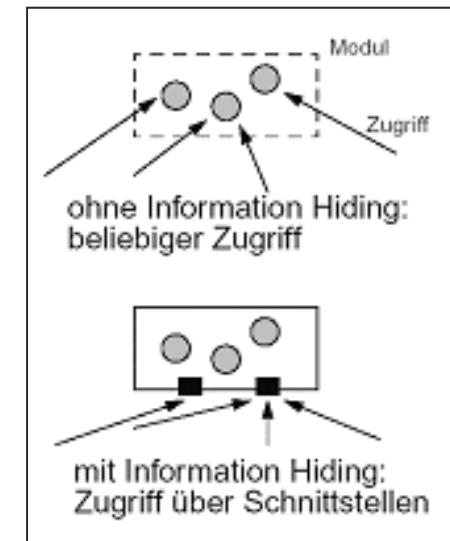 Modul
Zugriff
ohne Information Hiding:
beliebiger Zugriff
mit Information Hiding:
Zugriff über Schnittstellen